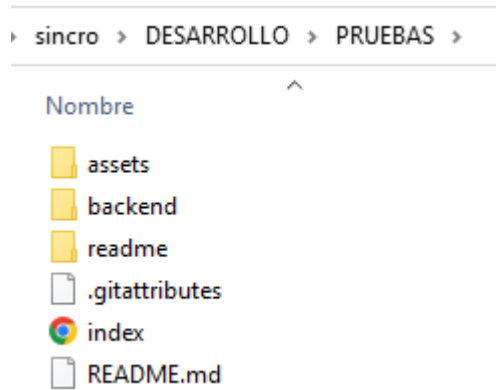 › sincro › DESARROLLO › PRUEBAS ›
Nombre
assets
backend
readme
.gitattributes
index
README.md